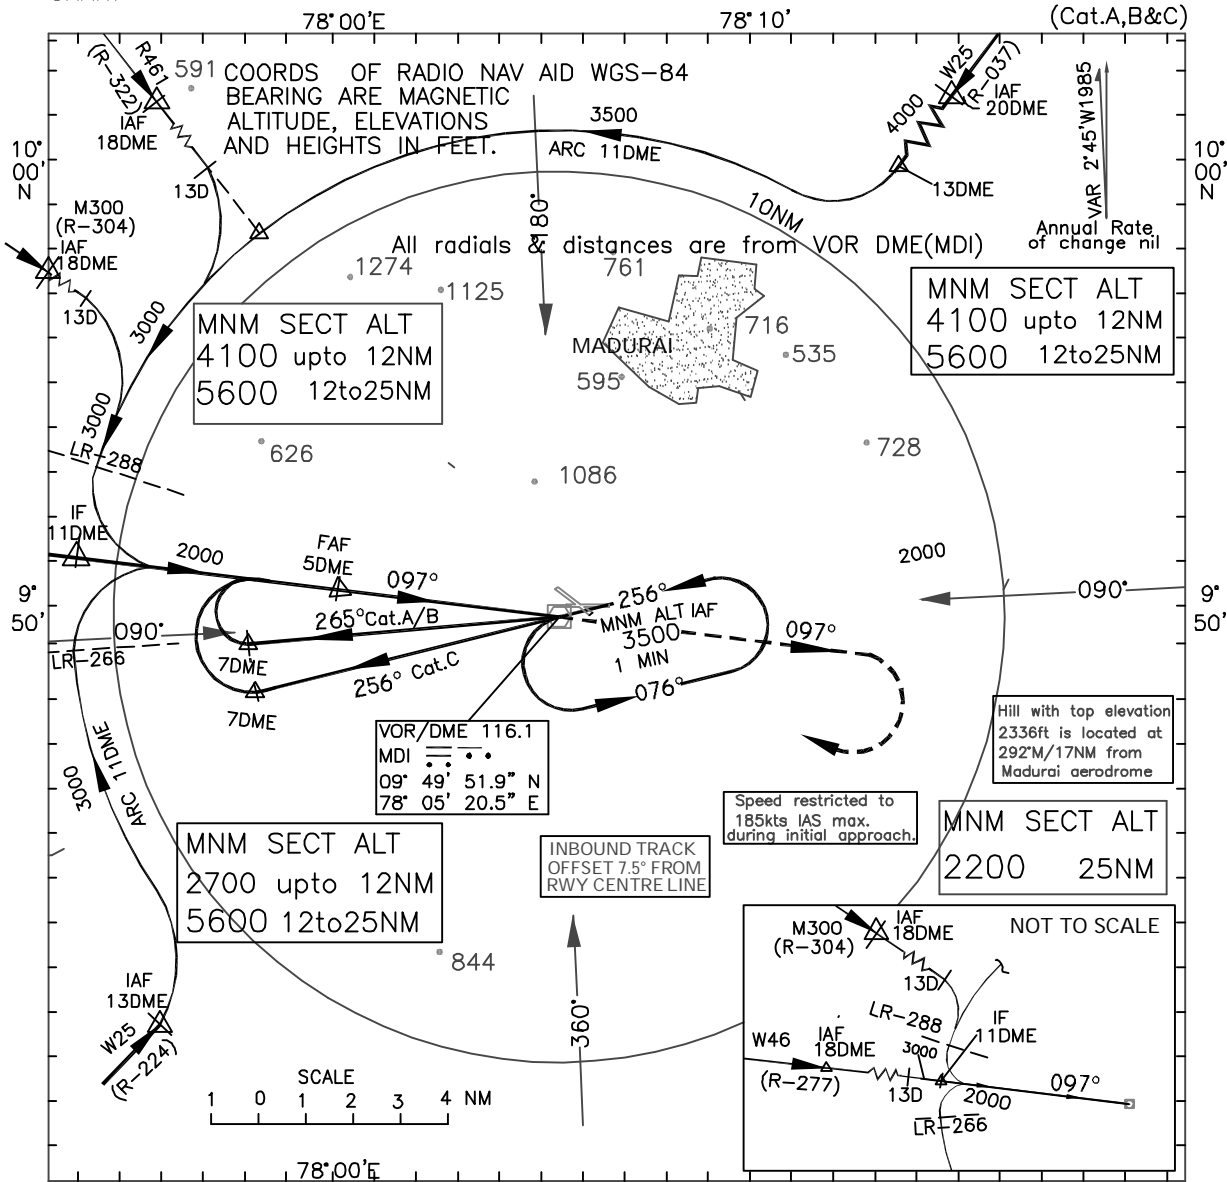 78° 00'E
78° 10'
(Cat.A,B&C)
R461
(R-322)
IAF
18DME
13D
591
COORDS OF RADIO NAV AID WGS-84
BEARING ARE MAGNETIC
ALTITUDE, ELEVATIONS
AND HEIGHTS IN FEET.
3500
ARC 11DME
4000
W25
(R-037)
IAF
20DME
13DME
VAR 2°45'W1985
Annual Rate
of change nil
10°
00'
N
10°
00'
N
M300
(R-304)
IAF
18DME
13D
180°
10NM
All radials & distances are from VOR DME(MDI)
1274
1125
761
716
535
595
MADURAI
MNM SECT ALT
4100 upto 12NM
5600 12to25NM
MNM SECT ALT
4100 upto 12NM
5600 12to25NM
3000
3000
LR-288
626
1086
728
IF
11DME
2000
FAF
5DME
097°
2000
090°
9°
50'
9°
50'
090°
LR-266
265°Cat.A/B
7DME
256° Cat.C
7DME
256°
MNM ALT IAF
3500
1 MIN
076°
097°
VOR/DME 116.1
MDI
09° 49' 51.9" N
78° 05' 20.5" E
Hill with top elevation
2336ft is located at
292°M/17NM from
Madurai aerodrome
Speed restricted to
185kts IAS max.
during initial approach.
MNM SECT ALT
2200 25NM
ARC 11DME
3000
MNM SECT ALT
2700 upto 12NM
5600 12to25NM
INBOUND TRACK
OFFSET 7.5° FROM
RWY CENTRE LINE
844
360°
IAF
13DME
W25
(R-224)
SCALE
1 0 1 2 3 4 NM
78°00'E
NOT TO SCALE
M300
(R-304)
IAF
18DME
13D
LR-288
IF
11DME
W46
(R-277)
IAF
18DME
3000
13D
2000
097°
LR-266